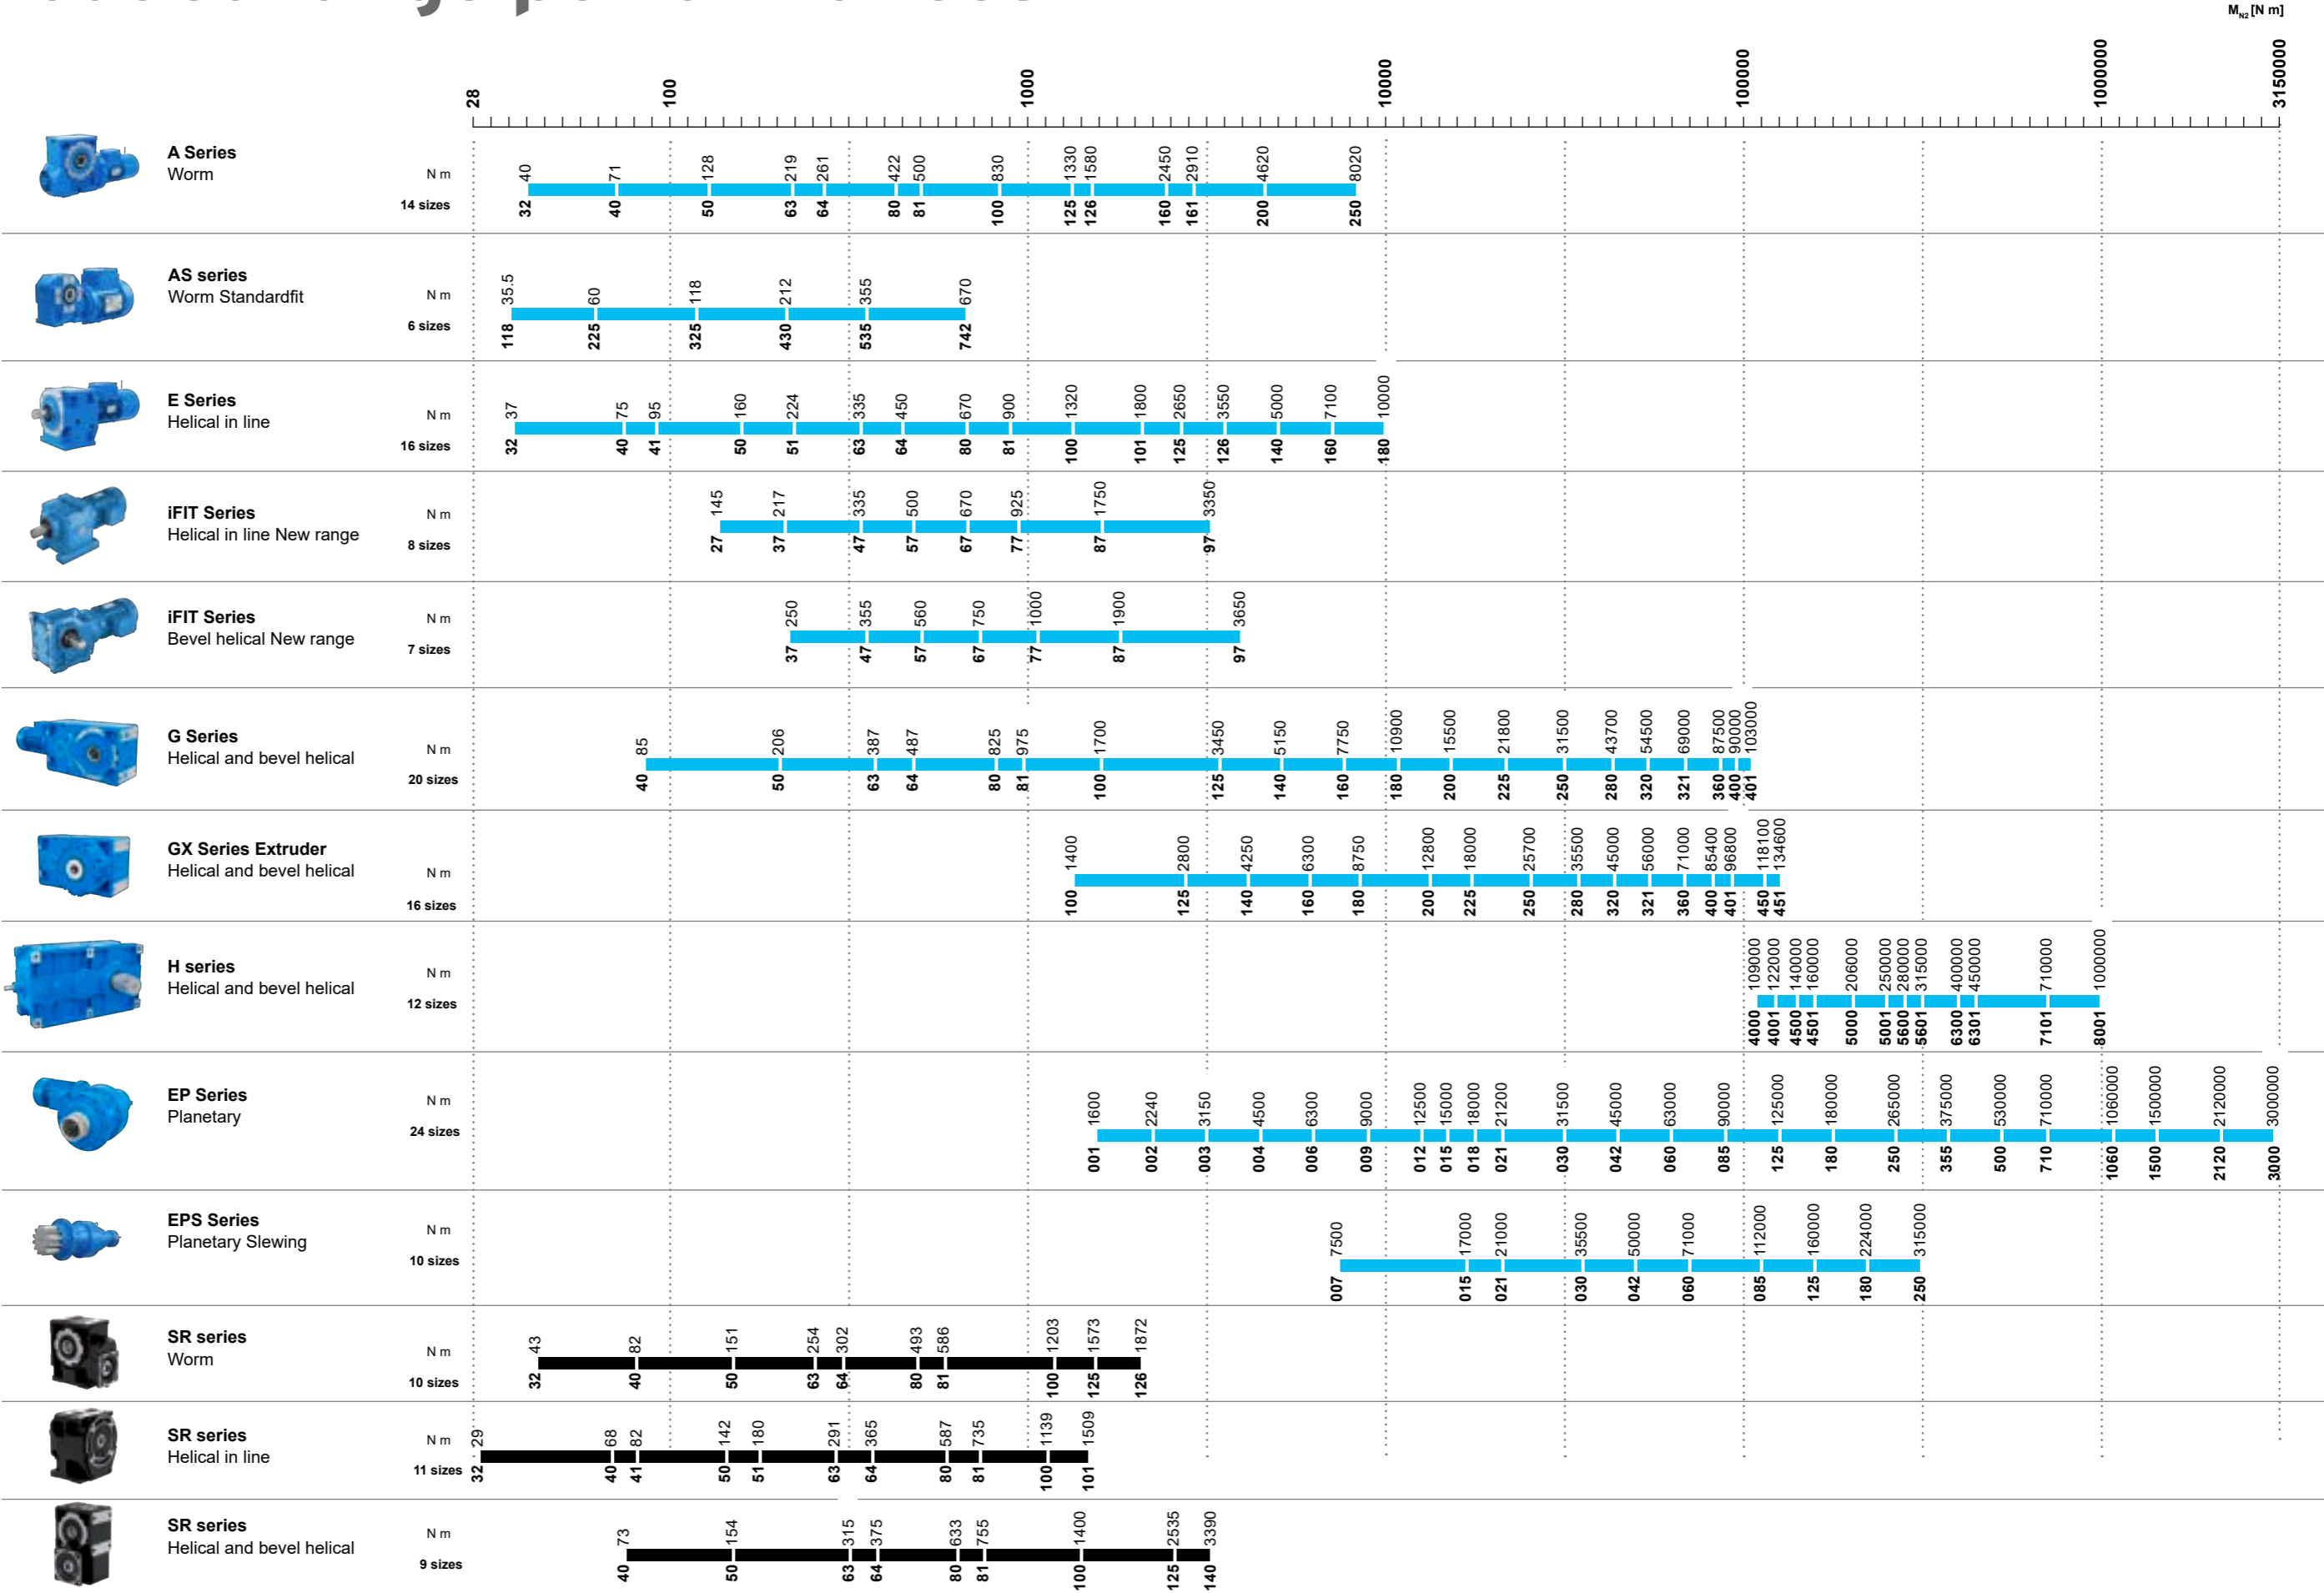 M N2 [N m]
28 100 1000 10000 100000 1000000 3150000
A Series
Worm
N m
14 sizes
40 71 128 219 261 422 500 830 1330 1580 2450 2910 4620 8020
32 40 50 63 64 80 81 100 125 126 160 161 200 250
AS series
Worm Standardfit
N m
6 sizes
35.5 60 118 212 355 670
118 225 325 430 535 742
E Series
Helical in line
N m
16 sizes
37 75 95 160 224 335 450 670 900 1320 1800 2650 3550 5000 7100 10000
32 40 41 50 51 63 64 80 81 100 101 125 126 140 160 180
iFIT Series
Helical in line New range
N m
8 sizes
145 217 335 500 670 925 1750 3350
27 37 47 57 67 77 87 97
iFIT Series
Bevel helical New range
N m
7 sizes
250 355 560 750 1000 1900 3650
37 47 57 67 77 87 97
G Series
Helical and bevel helical
N m
20 sizes
85 206 387 487 825 975 1700 3450 5150 7750 10900 15500 21800 31500 43700 54500 69000 87500 90000 103000
40 50 63 64 80 81 100 125 140 160 180 200 225 250 280 320 321 360 400 401
GX Series Extruder
Helical and bevel helical
N m
16 sizes
1400 2800 4250 6300 8750 12800 18000 25700 35500 45000 56000 71000 85400 96800 118100 134600
100 125 140 160 180 200 225 250 280 320 321 360 400 401 450 451
H series
Helical and bevel helical
N m
12 sizes
109000 122000 140000 160000 206000 250000 280000 315000 400000 450000 710000 1000000
4000 4001 4500 4501 5000 5001 5600 5601 6300 6301 7101 8001
EP Series
Planetary
N m
24 sizes
1600 2240 3150 4500 6300 9000 12500 15000 18000 21200 31500 45000 63000 90000 125000 180000 265000 375000 530000 710000 1060000 1500000 2120000 3000000
001 002 003 004 006 009 012 015 018 021 030 042 060 085 125 180 250 355 500 710 1060 1500 2120 3000
EPS Series
Planetary Slewing
N m
10 sizes
7500 17000 21000 35500 50000 71000 112000 160000 224000 315000
007 015 021 030 042 060 085 125 180 250
SR series
Worm
N m
10 sizes
43 82 151 254 302 493 586 1203 1573 1872
32 40 50 63 64 80 81 100 125 126
SR series
Helical in line
N m
11 sizes
29 68 82 142 180 291 365 587 735 1139 1509
32 40 41 50 51 63 64 80 81 100 101
SR series
Helical and bevel helical
N m
9 sizes
73 154 315 375 633 755 1400 2535 3390
40 50 63 64 80 81 100 125 140